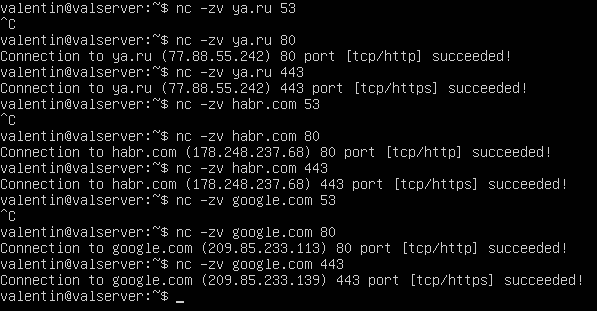 valentin@valserver:~$ nc -zv ya.ru 53
^C
valentin@valserver:~$ nc -zv ya.ru 80
Connection to ya.ru (77.88.55.242) 80 port [tcp/http] succeeded!
valentin@valserver:~$ nc -zv ya.ru 443
Connection to ya.ru (77.88.55.242) 443 port [tcp/https] succeeded!
valentin@valserver:~$ nc -zv habr.com 53
^C
valentin@valserver:~$ nc -zv habr.com 80
Connection to habr.com (178.248.237.68) 80 port [tcp/http] succeeded!
valentin@valserver:~$ nc -zv habr.com 443
Connection to habr.com (178.248.237.68) 443 port [tcp/https] succeeded!
valentin@valserver:~$ nc -zv google.com 53
^C
valentin@valserver:~$ nc -zv google.com 80
Connection to google.com (209.85.233.113) 80 port [tcp/http] succeeded!
valentin@valserver:~$ nc -zv google.com 443
Connection to google.com (209.85.233.139) 443 port [tcp/https] succeeded!
valentin@valserver:~$ _